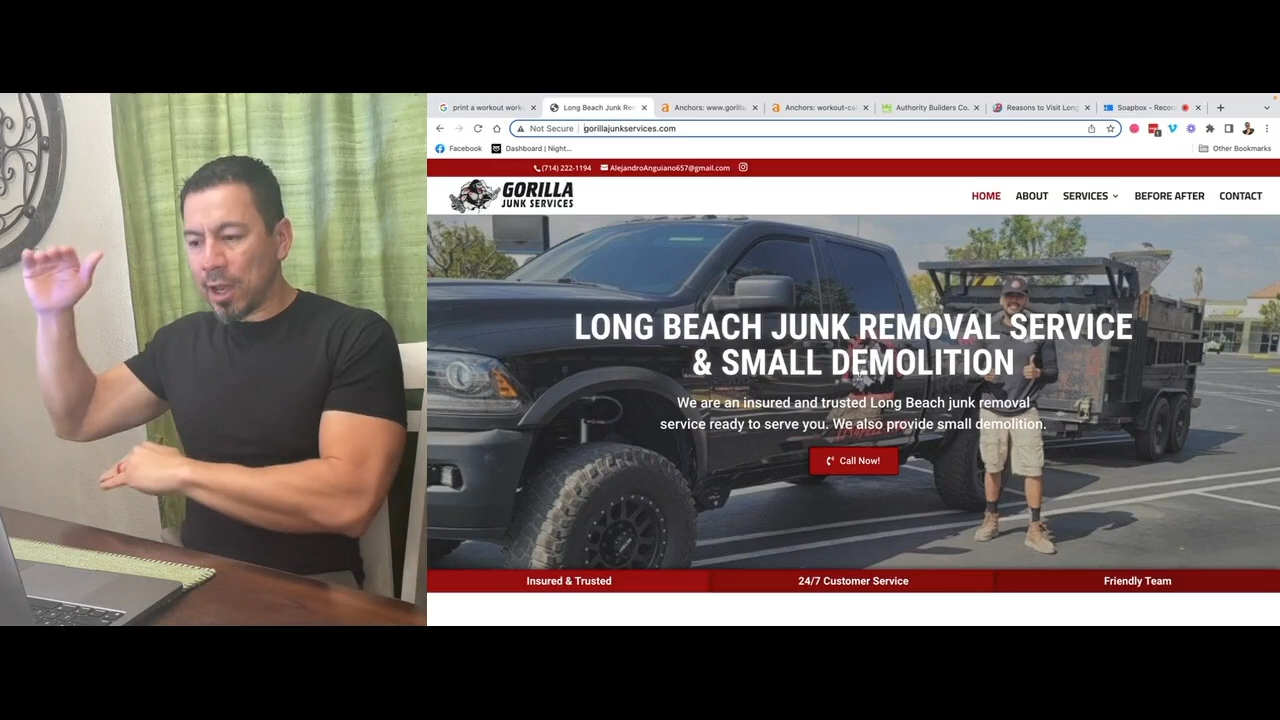 print a workout work
Long Beach Junk Re
Anchors: www.gorilla
Anchors: workout-cal
Authority Builders Co.
Reasons to Visit Long
Soapbox - Recor
Not Secure
gorillajunkservices.com
Facebook
Dashboard | Night...
Other Bookmarks
(714) 222-1194
AlejandroAnguiano657@gmail.com
GORILLA
JUNK SERVICES
HOME
ABOUT
SERVICES
BEFORE AFTER
CONTACT
LONG BEACH JUNK REMOVAL SERVICE
& SMALL DEMOLITION
We are an insured and trusted Long Beach junk removal
service ready to serve you. We also provide small demolition.
Call Now!
Insured & Trusted
24/7 Customer Service
Friendly Team